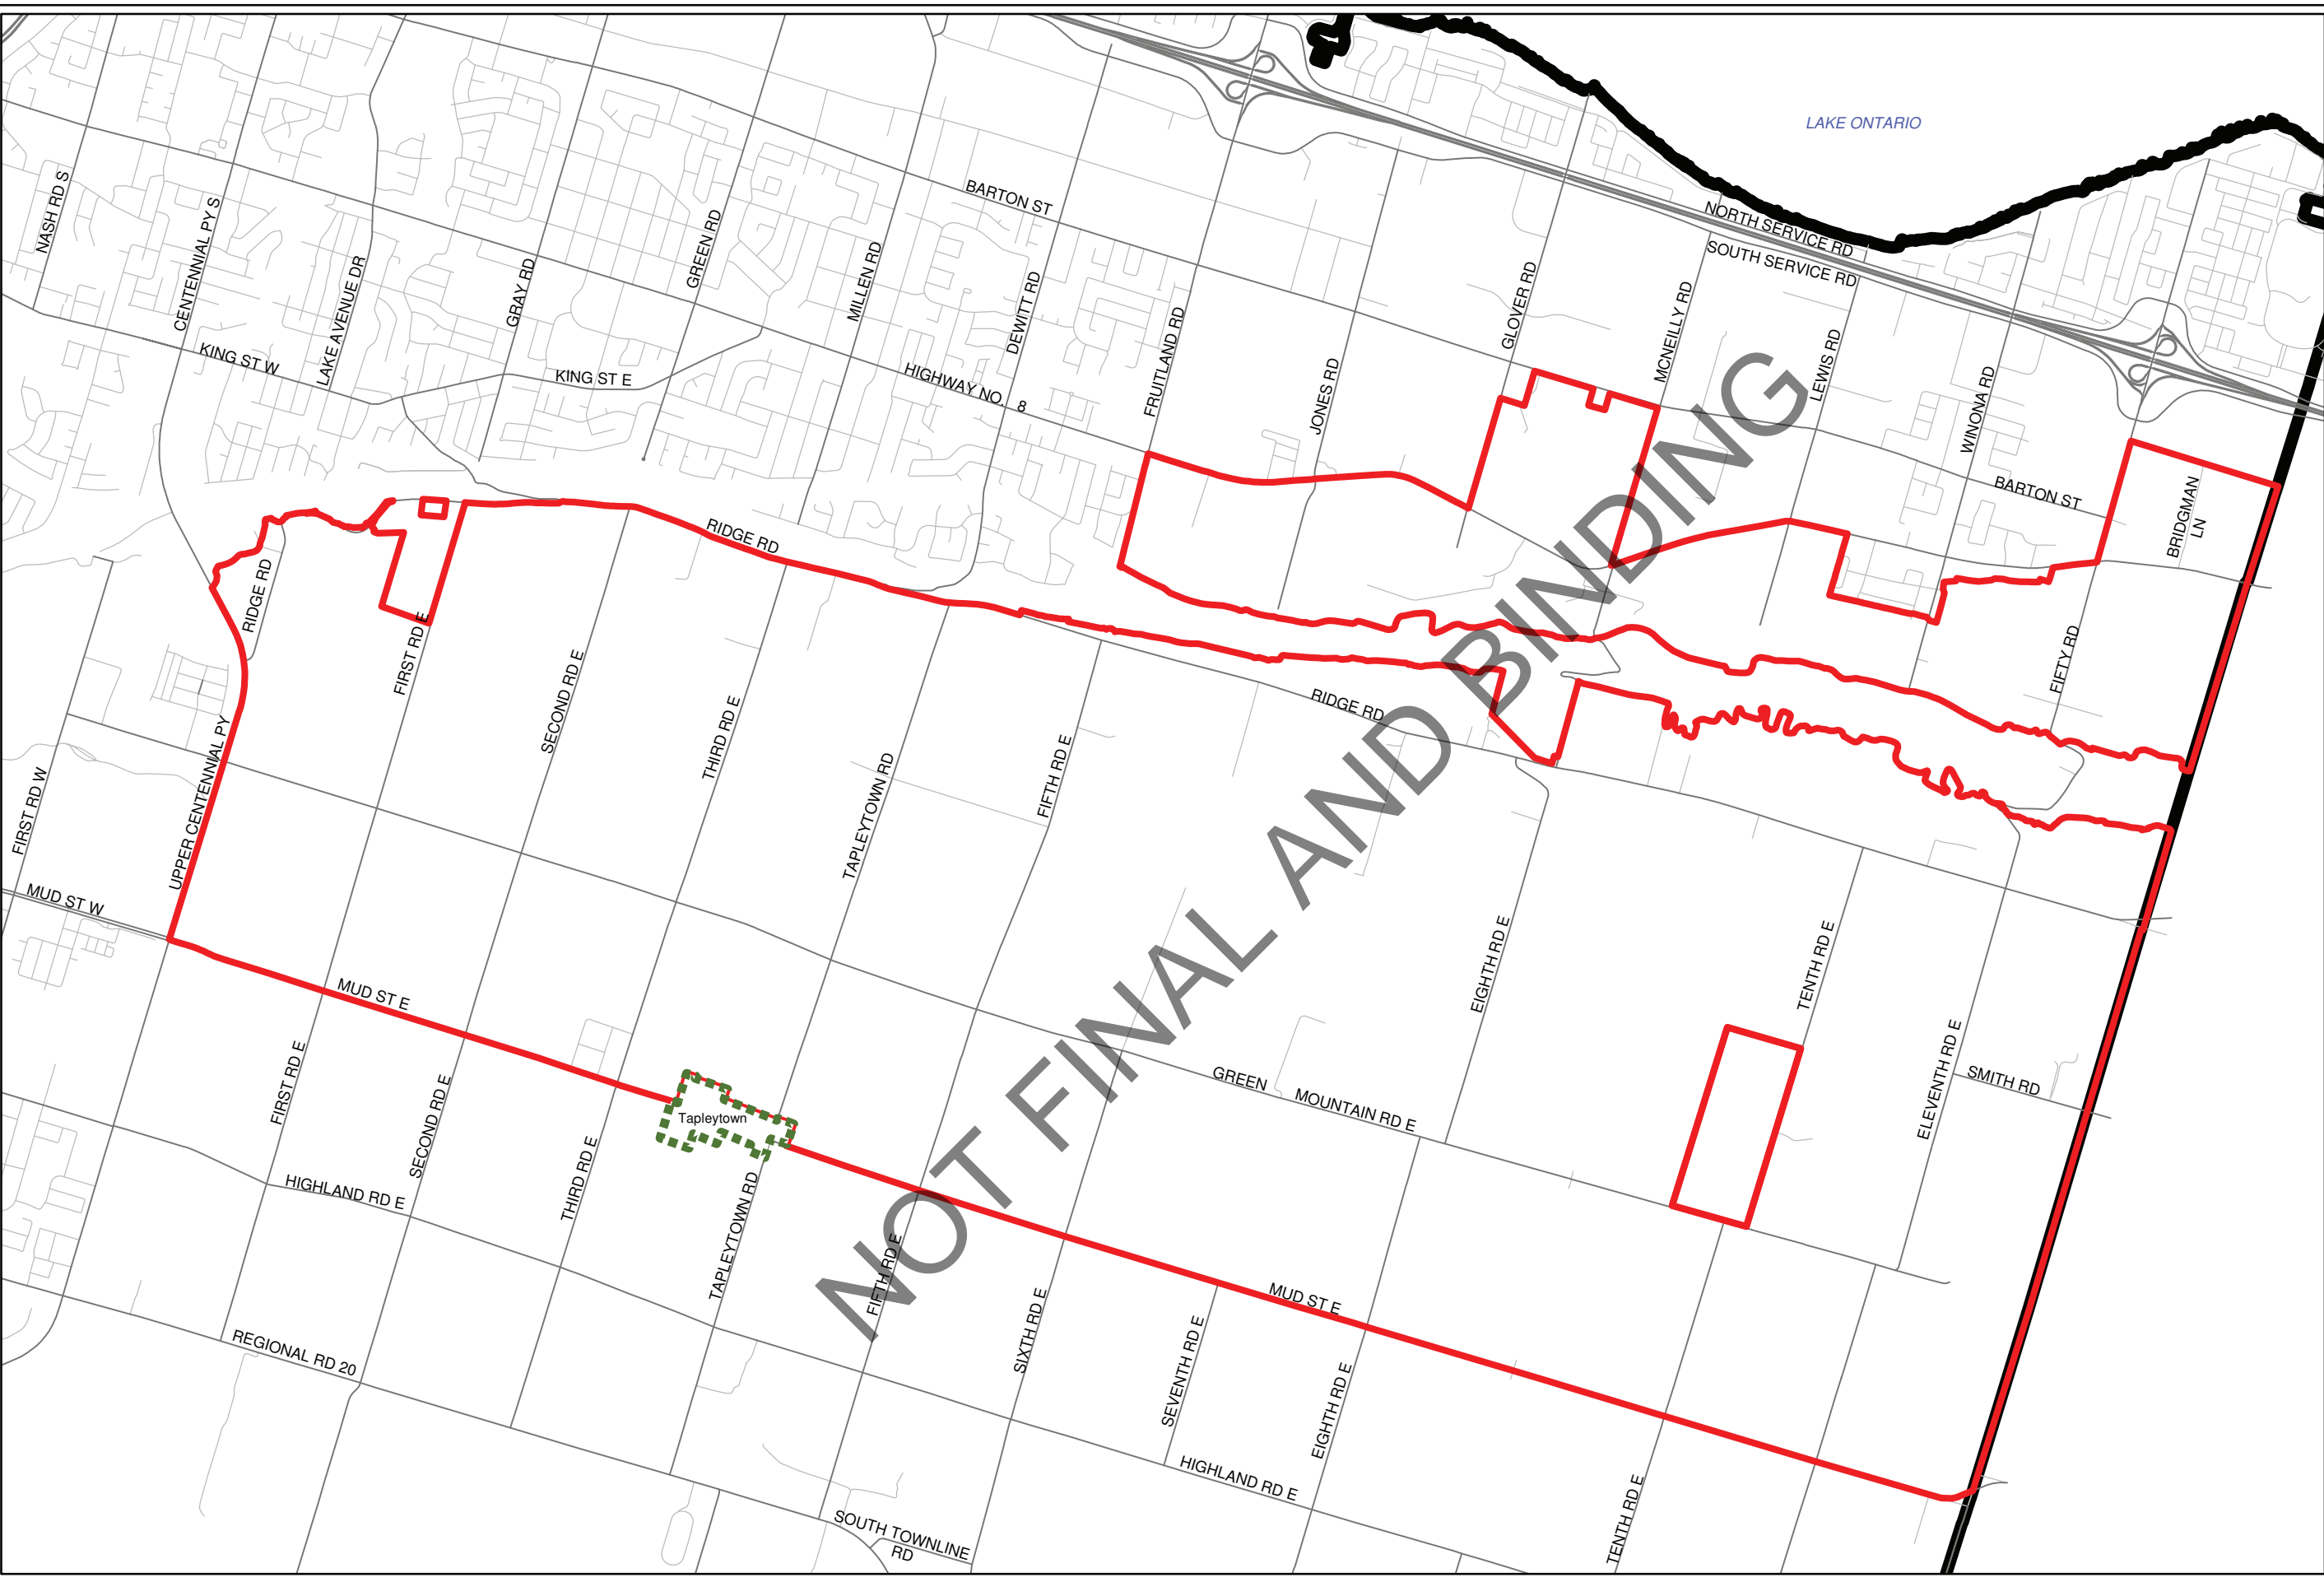 LAKE ONTARIO
NASH RD S
CENTENNIAL PY S
LAKE AVENUE DR
GRAY RD
GREEN RD
MILLEN RD
BARTON ST
DEWITT RD
FRUITLAND RD
JONES RD
GLOVER RD
MCNEILLY RD
NORTH SERVICE RD
SOUTH SERVICE RD
LEWIS RD
WINONA RD
BARTON ST
BRIDGMAN
LN
FIFTY RD
KING ST W
KING ST E
HIGHWAY NO. 8
RIDGE RD
RIDGE RD
FIRST RD E
SECOND RD E
THIRD RD E
TAPLEYTOWN RD
FIFTH RD E
RIDGE RD
FIRST RD W
UPPER CENTENNIAL PY
MUD ST W
MUD ST E
EIGHTH RD E
TENTH RD E
ELEVENTH RD E
SMITH RD
GREEN MOUNTAIN RD E
Tapleytown
FIRST RD E
SECOND RD E
THIRD RD E
TAPLEYTOWN RD
FIFTH RD E
SIXTH RD E
SEVENTH RD E
EIGHTH RD E
TENTH RD E
MUD ST E
HIGHLAND RD E
REGIONAL RD 20
HIGHLAND RD E
SOUTH TOWNLINE
RD
NOT FINAL AND BINDING